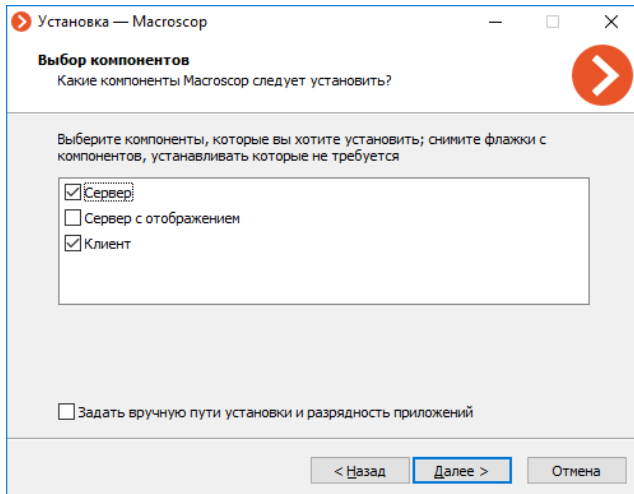 Установка — Macroscop
Выбор компонентов
Какие компоненты Macroscop следует установить?
Выберите компоненты, которые вы хотите установить; снимите флажки с
компонентов, устанавливать которые не требуется
Сервер
Сервер с отображением
Клиент
Задать вручную пути установки и разрядность приложений
< Назад
Далее >
Отмена